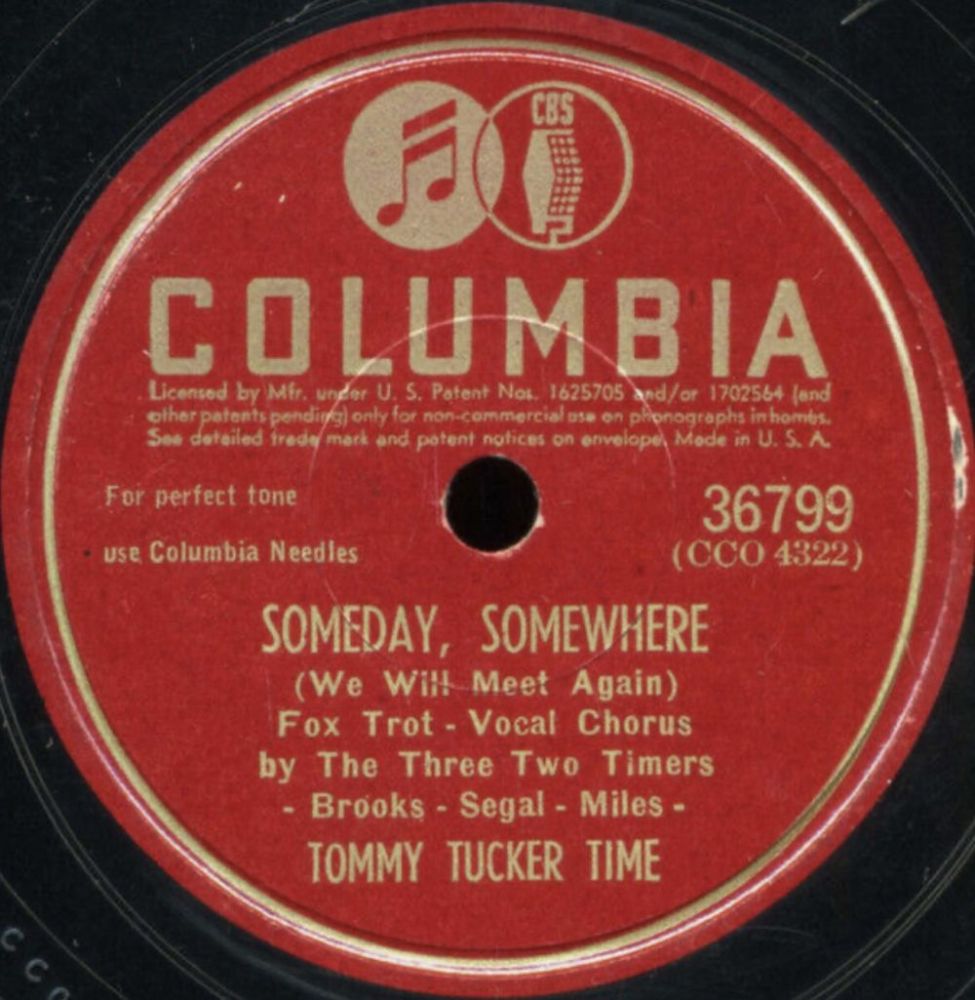 CBS
COLUMBIA
Licensed by Mfr. under U. S. Patent Nos. 1625705 and/or 1702564 (and
other patents pending) only for non-commercial use on phonographs in homes.
See detailed trade mark and patent notices on envelope. Made in U. S. A.
For perfect tone
use Columbia Needles
36799
(CCO 4322)
SOMEDAY, SOMEWHERE
(We Will Meet Again)
Fox Trot - Vocal Chorus
by The Three Two Timers
- Brooks - Segal - Miles -
TOMMY TUCKER TIME
CCO